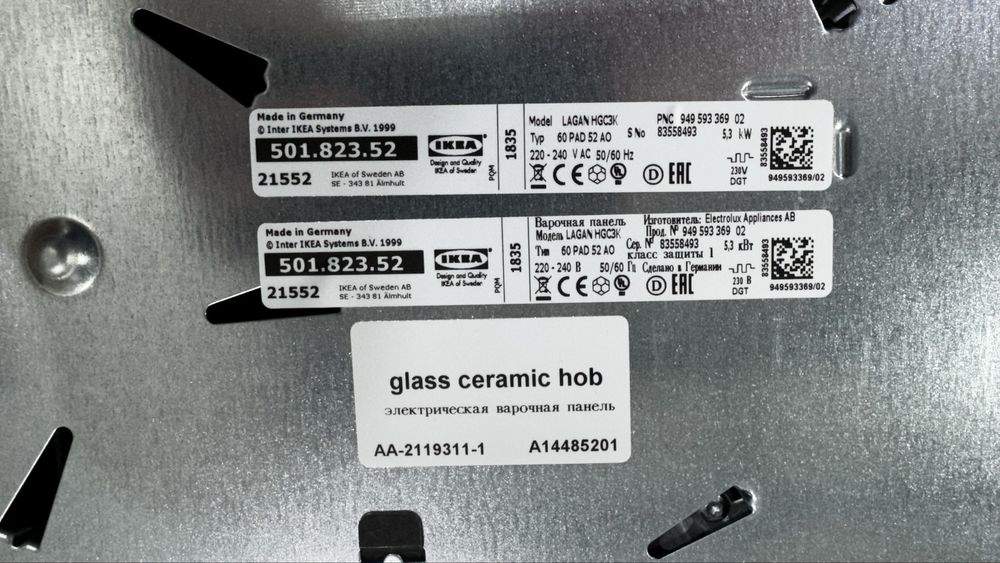 Made in Germany
© Inter IKEA Systems B.V. 1999
501.823.52
21552
IKEA of Sweden AB
SE - 343 81 Älmhult
IKEA
Design and Quality
IKEA of Sweden
PQM
1835
Model LAGAN HGC3K PNC 949 593 369 02
Typ 60 PAD 52 AO S No 83558493 5,3 kW
220 - 240 V AC 50/60 Hz
CE D EAC
230V
DGT
83558493
949593369/02
Made in Germany
© Inter IKEA Systems B.V. 1999
501.823.52
21552
IKEA of Sweden AB
SE - 343 81 Älmhult
IKEA
Design and Quality
IKEA of Sweden
PQM
1835
Варочная панель Изготовитель: Electrolux Appliances AB
Модель LAGAN HGC3K Прод. № 949 593 369 02
Тип 60 PAD 52 AO Сер. № 83558493 5,3 кВт
класс защиты 1
220 - 240 В 50/60 Гц Сделано в Германии
CE D EAC
230 В
DGT
83558493
949593369/02
glass ceramic hob
электрическая варочная панель
AA-2119311-1 A14485201